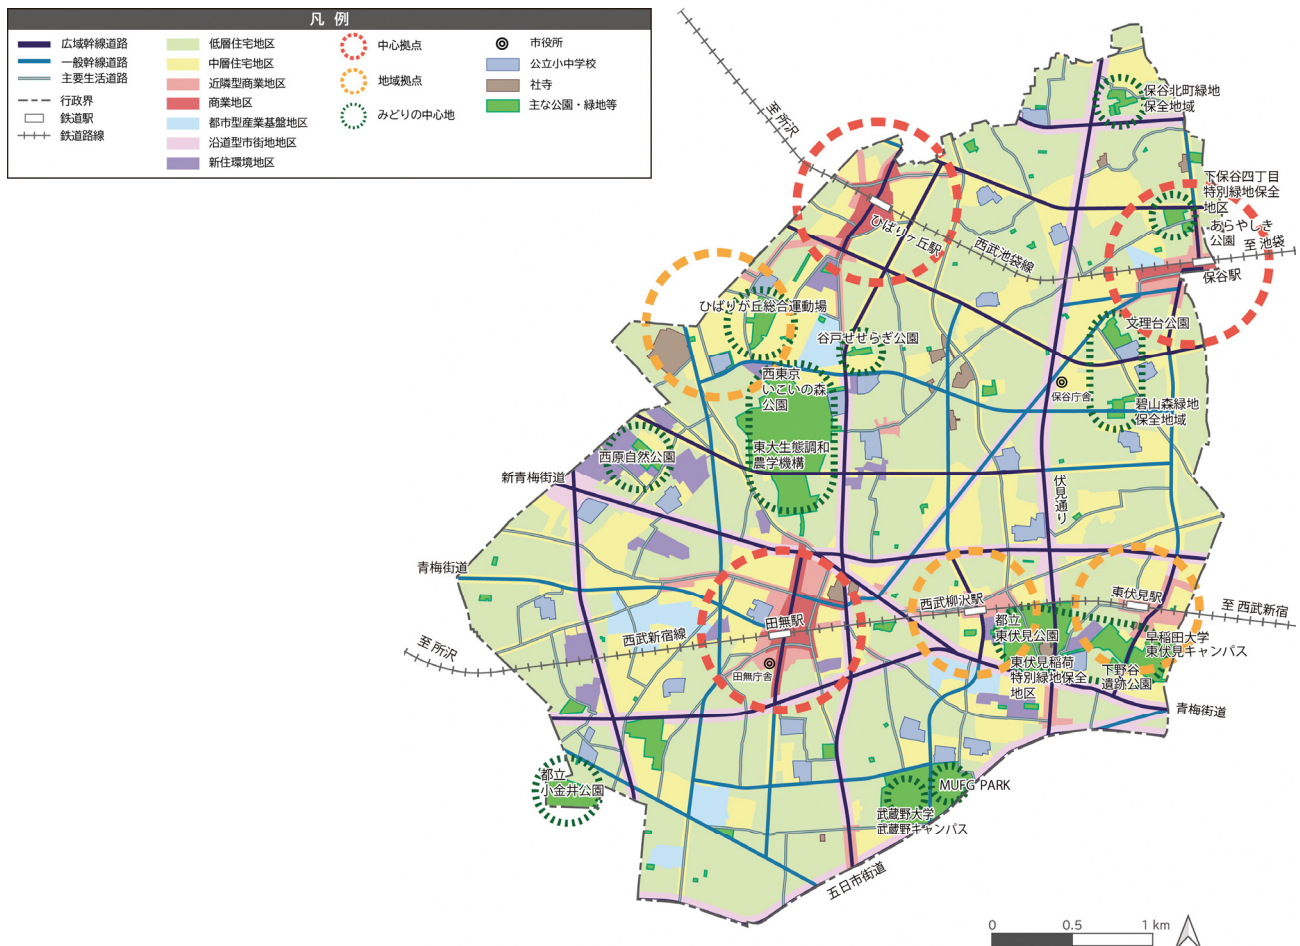 凡例
広域幹線道路
一般幹線道路
主要生活道路
行政界
鉄道駅
鉄道路線
低層住宅地区
中層住宅地区
近隣型商業地区
商業地区
都市型産業基盤地区
沿道型市街地地区
新住環境地区
中心拠点
地域拠点
みどりの中心地
市役所
公立小中学校
社寺
主な公園・緑地等
至所沢
保谷北町緑地
保全地域
下保谷四丁目
特別緑地保全
地区
あらやしき
公園
至 池袋
ひばりヶ丘駅
西武池袋線
保谷駅
ひばりが丘総合運動場
谷戸せせらぎ公園
文理台公園
西東京
いこいの森
公園
保谷庁舎
碧山森緑地
保全地域
東大生態調和
農学機構
西原自然公園
新青梅街道
伏見通り
青梅街道
西武柳沢駅
東伏見駅
至 西武新宿
田無駅
西武新宿線
至 所沢
都立
東伏見公園
早稲田大学
東伏見キャンパス
田無庁舎
東伏見稲荷
特別緑地保全
地区
下野谷
遺跡公園
青梅街道
都立
小金井公園
MUFG PARK
武蔵野大学
武蔵野キャンパス
五日市街道
0 0.5 1 km